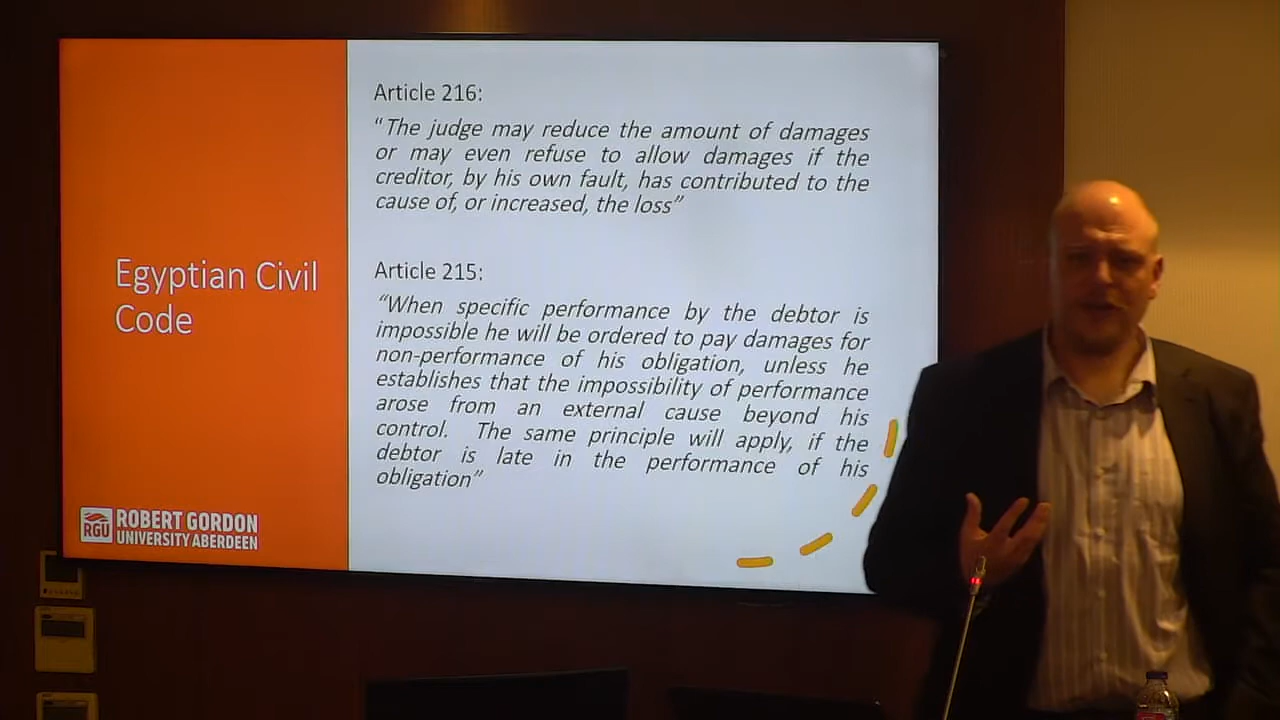 Egyptian Civil
Code
RGU
ROBERT GORDON
UNIVERSITY ABERDEEN
Article 216:
“The judge may reduce the amount of damages
or may even refuse to allow damages if the
creditor, by his own fault, has contributed to the
cause of, or increased, the loss”
Article 215:
“When specific performance by the debtor is
impossible he will be ordered to pay damages for
non-performance of his obligation, unless he
establishes that the impossibility of performance
arose from an external cause beyond his
control. The same principle will apply, if the
debtor is late in the performance of his
obligation”